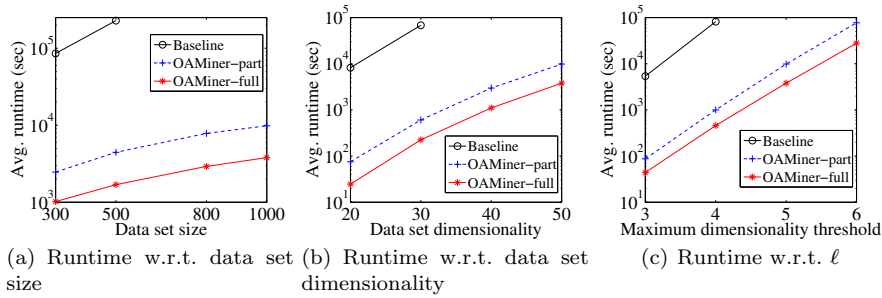 Avg. runtime (sec)
10^5
10^4
10^3
300 500 800 1000
Data set size
Baseline
OAMiner-part
OAMiner-full
(a) Runtime w.r.t. data set
size
Avg. runtime (sec)
10^5
10^4
10^3
10^2
10^1
20 30 40 50
Data set dimensionality
Baseline
OAMiner-part
OAMiner-full
(b) Runtime w.r.t. data set
dimensionality
Avg. runtime (sec)
10^5
10^4
10^3
10^2
10^1
3 4 5 6
Maximum dimensionality threshold
Baseline
OAMiner-part
OAMiner-full
(c) Runtime w.r.t. ℓ